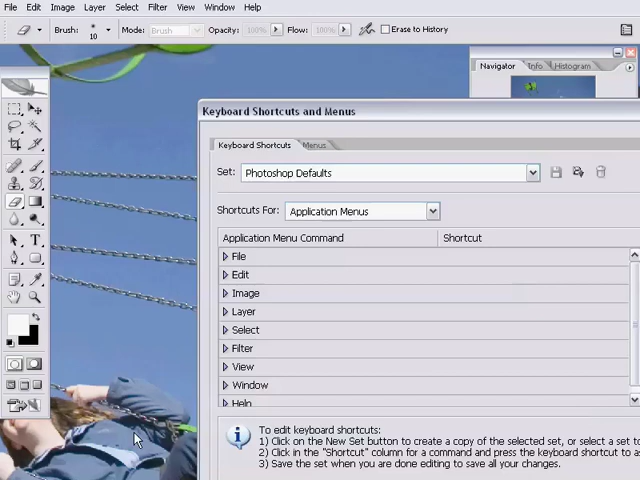 File Edit Image Layer Select Filter View Window Help
Brush: 10 Mode: Brush Opacity: 100% Flow: 100% Erase to History
Navigator Info Histogram
Keyboard Shortcuts and Menus
Keyboard Shortcuts Menus
Set: Photoshop Defaults
Shortcuts For: Application Menus
Application Menu Command Shortcut
File
Edit
Image
Layer
Select
Filter
View
Window
Help
To edit keyboard shortcuts:
1) Click on the New Set button to create a copy of the selected set, or select a set to
2) Click in the "Shortcut" column for a command and press the keyboard shortcut to as
3) Save the set when you are done editing to save all your changes.